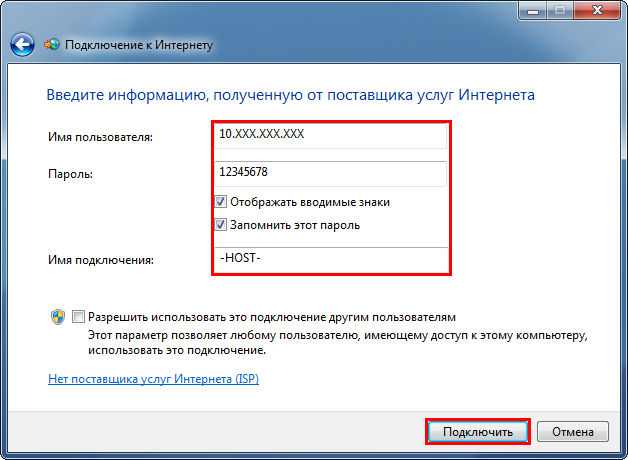 Подключение к Интернету
Введите информацию, полученную от поставщика услуг Интернета
Имя пользователя: 10.XXX.XXX.XXX
Пароль: 12345678
Отображать вводимые знаки
Запомнить этот пароль
Имя подключения: -HOST-
Разрешить использовать это подключение другим пользователям
Этот параметр позволяет любому пользователю, имеющему доступ к этому компьютеру,
использовать это подключение.
Нет поставщика услуг Интернета (ISP)
Подключить Отмена